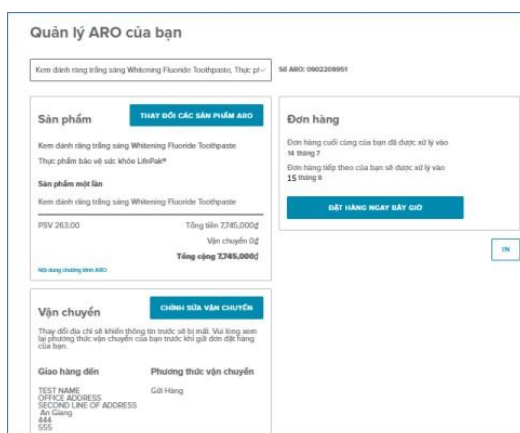 Quản lý ARO của bạn
Kem đánh răng trắng sáng Whitening Fluoride Toothpaste, Thực ph
Số ARO: 0902209951
Sản phẩm
THAY ĐỔI CÁC SẢN PHẨM ARO
Kem đánh răng trắng sáng Whitening Fluoride Toothpaste
Thực phẩm bảo vệ sức khỏe LifePak®
Sản phẩm một lần
Kem đánh răng trắng sáng Whitening Fluoride Toothpaste
PSV 263.00
Tổng tiền 7,745,000₫
Vận chuyển 0₫
Tổng cộng 7,745,000₫
Nội dung chương trình ARO
Đơn hàng
Đơn hàng cuối cùng của bạn đã được xử lý vào
14 tháng 7
Đơn hàng tiếp theo của bạn sẽ được xử lý vào
15 tháng 8
ĐẶT HÀNG NGAY BÂY GIỜ
IN
Vận chuyển
CHỈNH SỬA VẬN CHUYỂN
Thay đổi địa chỉ sẽ khiến thông tin trước sẽ bị mất. Vui lòng xem
lại phương thức vận chuyển của bạn trước khi gửi đơn đặt hàng
của bạn.
Giao hàng đến
Phương thức vận chuyển
TEST NAME
Gửi Hàng
OFFICE ADDRESS
SECOND LINE OF ADDRESS
An Giang
444
555